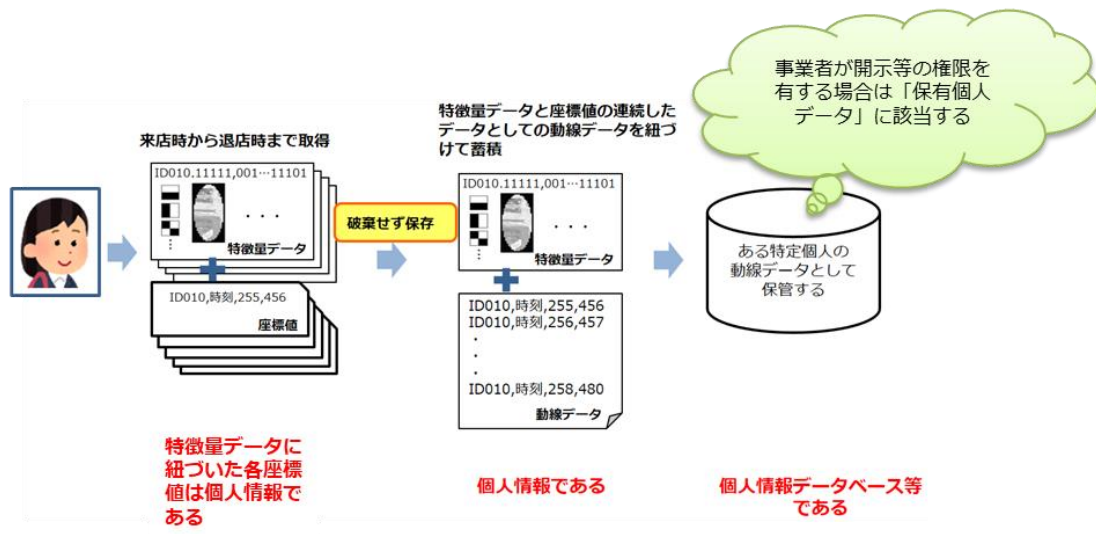 事業者が開示等の権限を
有する場合は「保有個人
データ」に該当する
来店時から退店時まで取得
ID010.11111,001…11101
・・・
特徴量データ
ID010,時刻,255,456
座標値
破棄せず保存
特徴量データと座標値の連続した
データとしての動線データを紐づ
けて蓄積
ID010.11111,001…11101
・・・
特徴量データ
ID010,時刻,255,456
ID010,時刻,256,457
・
・
・
ID010,時刻,258,480
動線データ
ある特定個人の
動線データとして
保管する
特徴量データに
紐づいた各座標
値は個人情報で
ある
個人情報である
個人情報データベース等
である